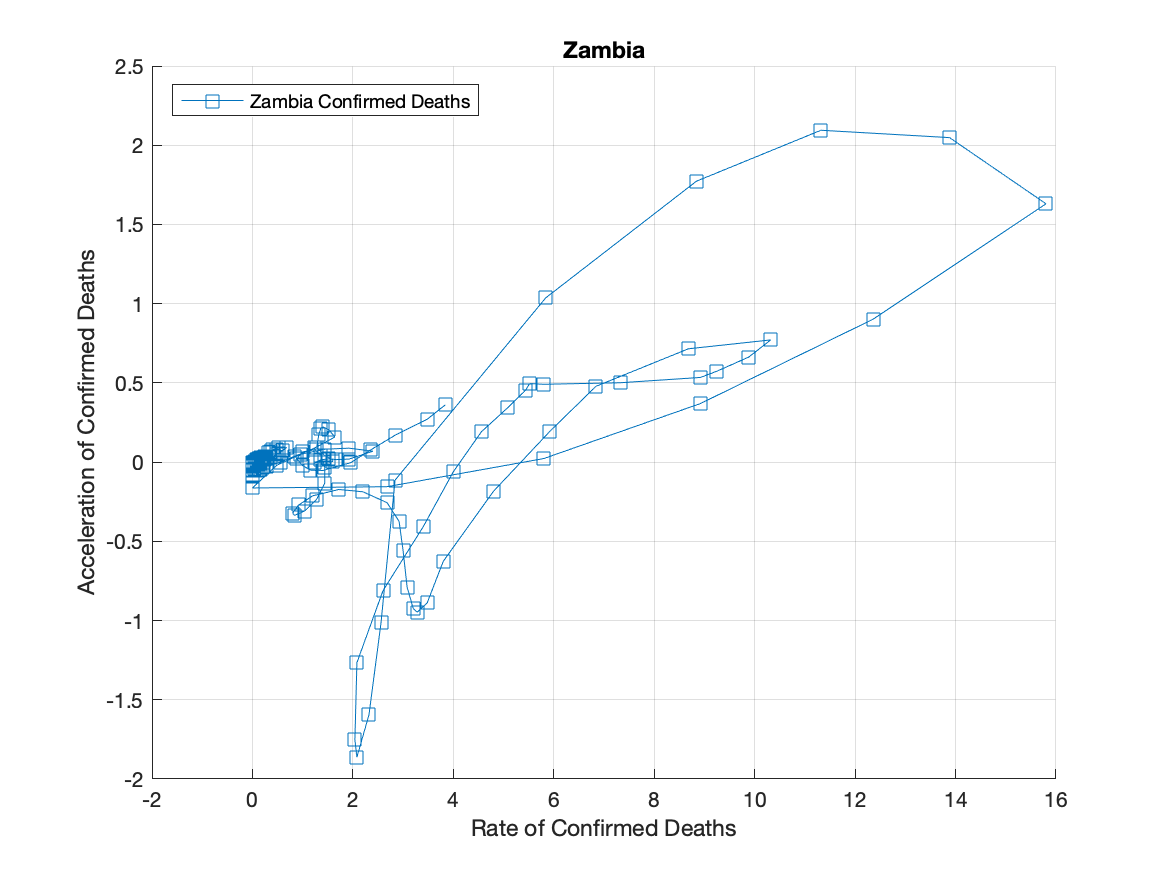 Zambia
Zambia Confirmed Deaths
2.5
2
1.5
1
0.5
0
-0.5
-1
-1.5
-2
-2 0 2 4 6 8 10 12 14 16
Rate of Confirmed Deaths
Acceleration of Confirmed Deaths